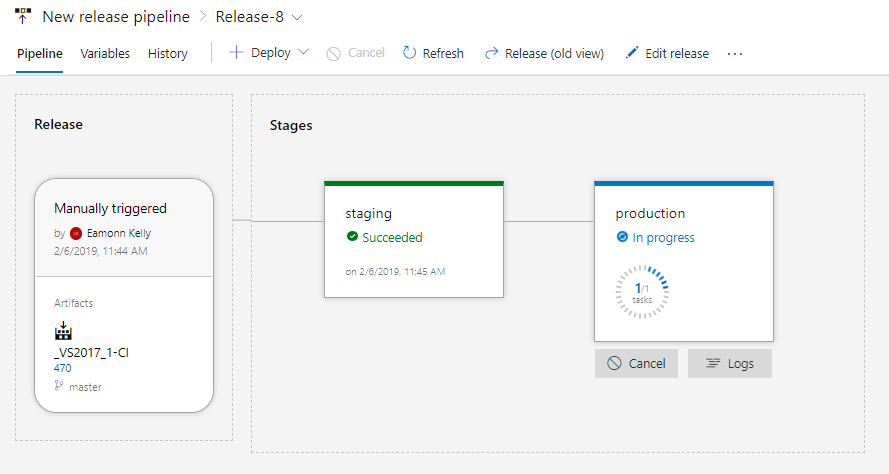 New release pipeline > Release-8
Pipeline Variables History + Deploy Cancel Refresh Release (old view) Edit release ...
Release
Manually triggered
by Eamonn Kelly
2/6/2019, 11:44 AM
Artifacts
_VS2017_1-CI
470
master
Stages
staging
Succeeded
on 2/6/2019, 11:45 AM
production
In progress
1/1
tasks
Cancel Logs